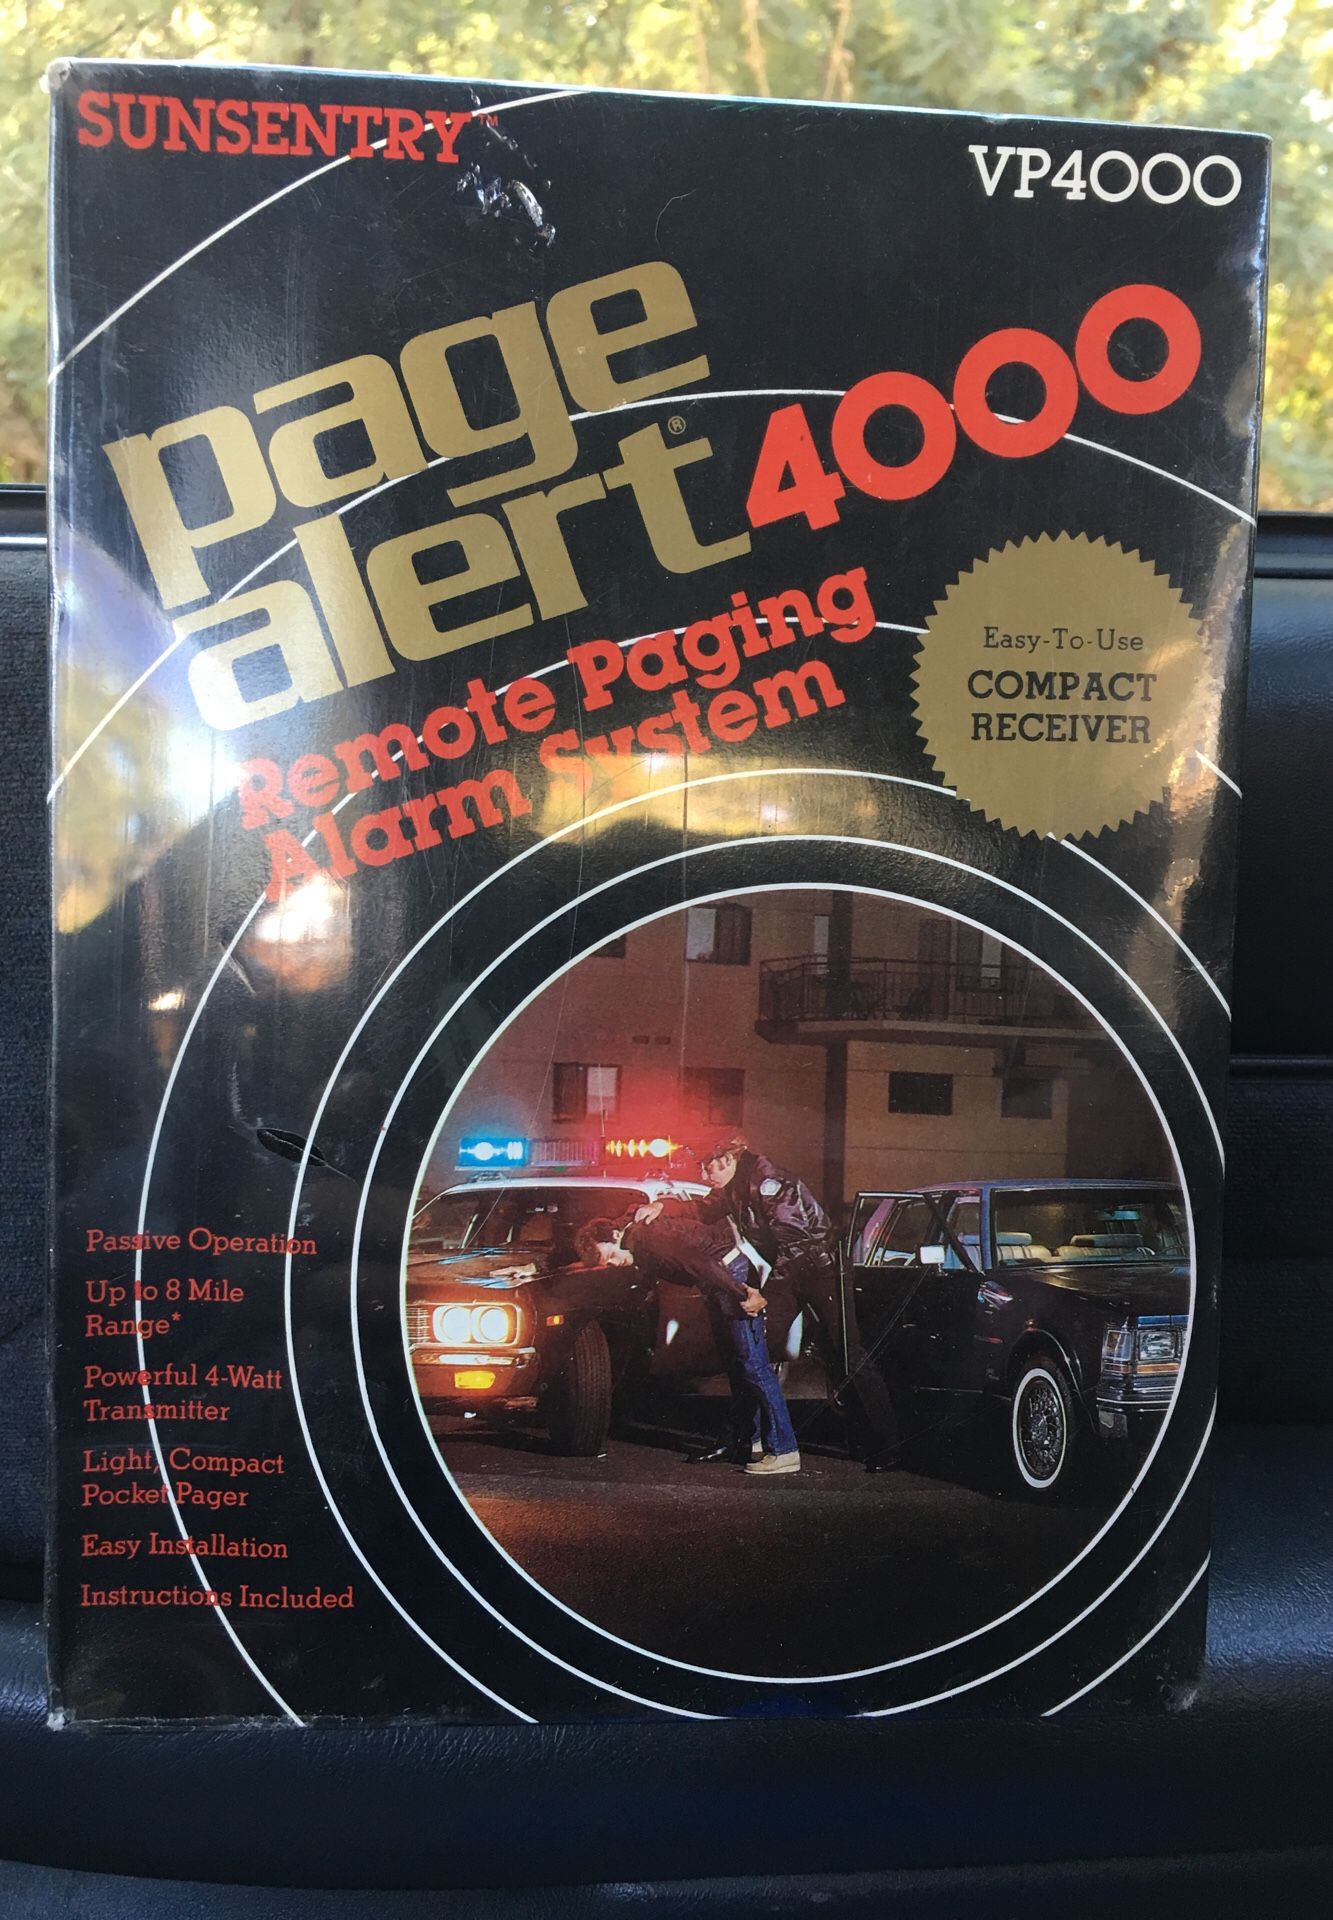 SUNSENTRY™
VP4000
page
alert® 4000
Remote Paging
Alarm System
Easy-To-Use
COMPACT
RECEIVER
Passive Operation
Up to 8 Mile
Range*
Powerful 4-Watt
Transmitter
Light, Compact
Pocket Pager
Easy Installation
Instructions Included